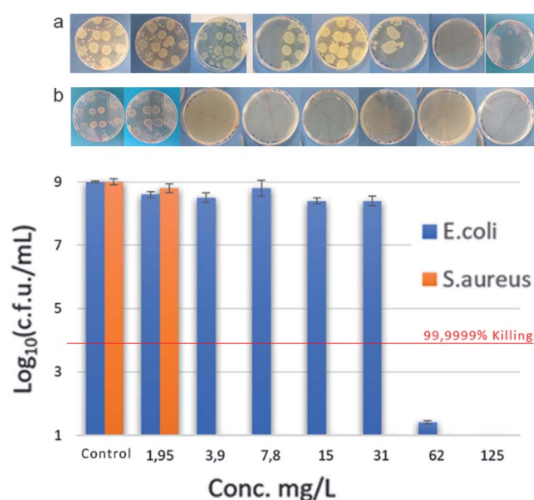 a
b
9
7
5
3
1
Log10(c.f.u./mL)
E.coli
S.aureus
99,9999% Killing
Control 1,95 3,9 7,8 15 31 62 125
Conc. mg/L